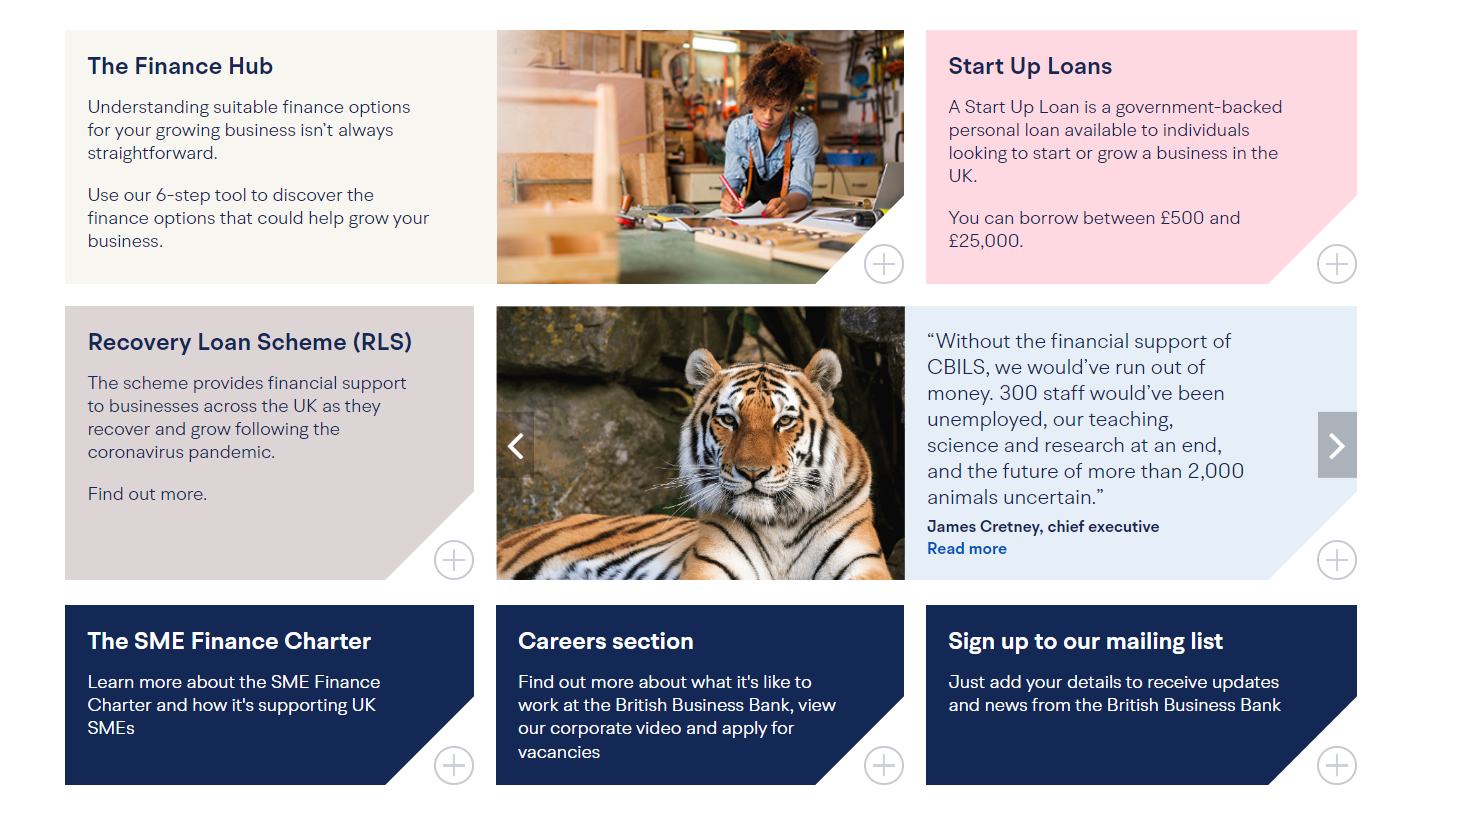 The Finance Hub
Understanding suitable finance options
for your growing business isn't always
straightforward.
Use our 6-step tool to discover the
finance options that could help grow your
business.
Start Up Loans
A Start Up Loan is a government-backed
personal loan available to individuals
looking to start or grow a business in the
UK.
You can borrow between £500 and
£25,000.
Recovery Loan Scheme (RLS)
The scheme provides financial support
to businesses across the UK as they
recover and grow following the
coronavirus pandemic.
Find out more.
“Without the financial support of
CBILS, we would’ve run out of
money. 300 staff would’ve been
unemployed, our teaching,
science and research at an end,
and the future of more than 2,000
animals uncertain.”
James Cretney, chief executive
Read more
The SME Finance Charter
Learn more about the SME Finance
Charter and how it's supporting UK
SMEs
Careers section
Find out more about what it's like to
work at the British Business Bank, view
our corporate video and apply for
vacancies
Sign up to our mailing list
Just add your details to receive updates
and news from the British Business Bank